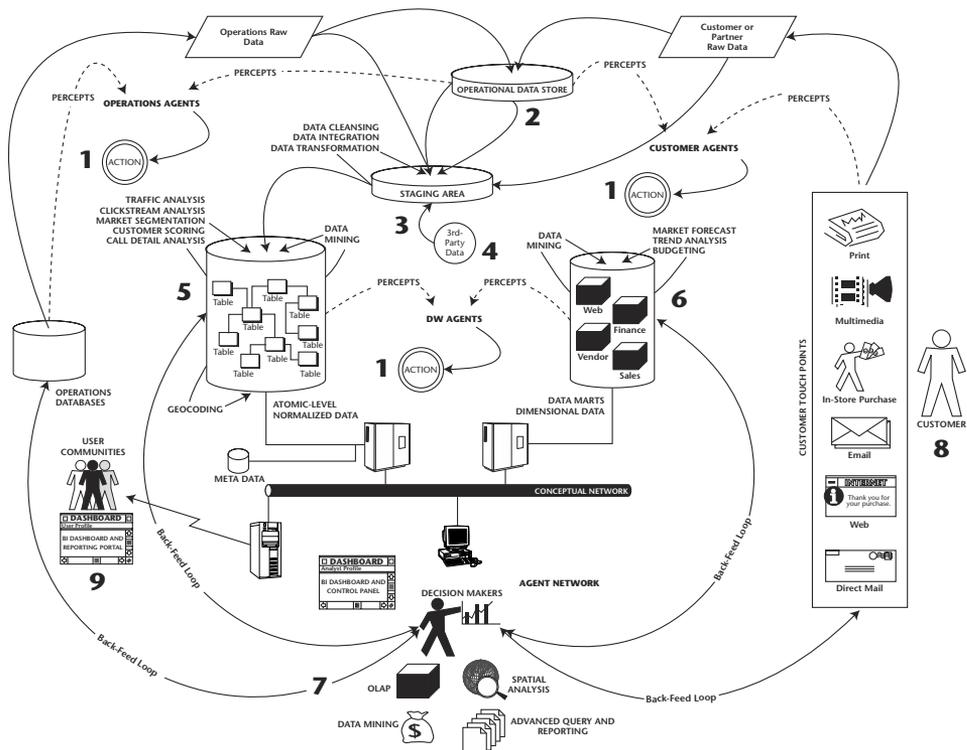 Operations Raw
Data
Customer or
Partner
Raw Data
PERCEPTS
PERCEPTS
OPERATIONAL DATA STORE
2
PERCEPTS
OPERATIONS AGENTS
PERCEPTS
1
ACTION
DATA CLEANSING
DATA INTEGRATION
DATA TRANSFORMATION
CUSTOMER AGENTS
1
ACTION
STAGING AREA
3
3rd-
Party
Data
4
TRAFFIC ANALYSIS
CLICKSTREAM ANALYSIS
MARKET SEGMENTATION
CUSTOMER SCORING
CALL DETAIL ANALYSIS
DATA
MINING
5
Table
Table
Table
Table
Table
Table
Table
Table
PERCEPTS
PERCEPTS
DW AGENTS
1
ACTION
DATA
MINING
MARKET FORECAST
TREND ANALYSIS
BUDGETING
6
Web
Finance
Vendor
Sales
CUSTOMER TOUCH POINTS
Print
Multimedia
In-Store Purchase
Email
INTERNET
i
Thank you for
your purchase.
Web
Direct Mail
CUSTOMER
8
OPERATIONS
DATABASES
GEOCODING
ATOMIC-LEVEL
NORMALIZED DATA
DATA MARTS
DIMENSIONAL DATA
META DATA
CONCEPTUAL NETWORK
USER
COMMUNITIES
DASHBOARD
User Profile
BI DASHBOARD AND
REPORTING PORTAL
9
Back-Feed Loop
DASHBOARD
Analyst Profile
BI DASHBOARD AND
CONTROL PANEL
AGENT NETWORK
DECISION MAKERS
Back-Feed Loop
Back-Feed Loop
7
Back-Feed Loop
OLAP
SPATIAL
ANALYSIS
DATA MINING
$
ADVANCED QUERY AND
REPORTING